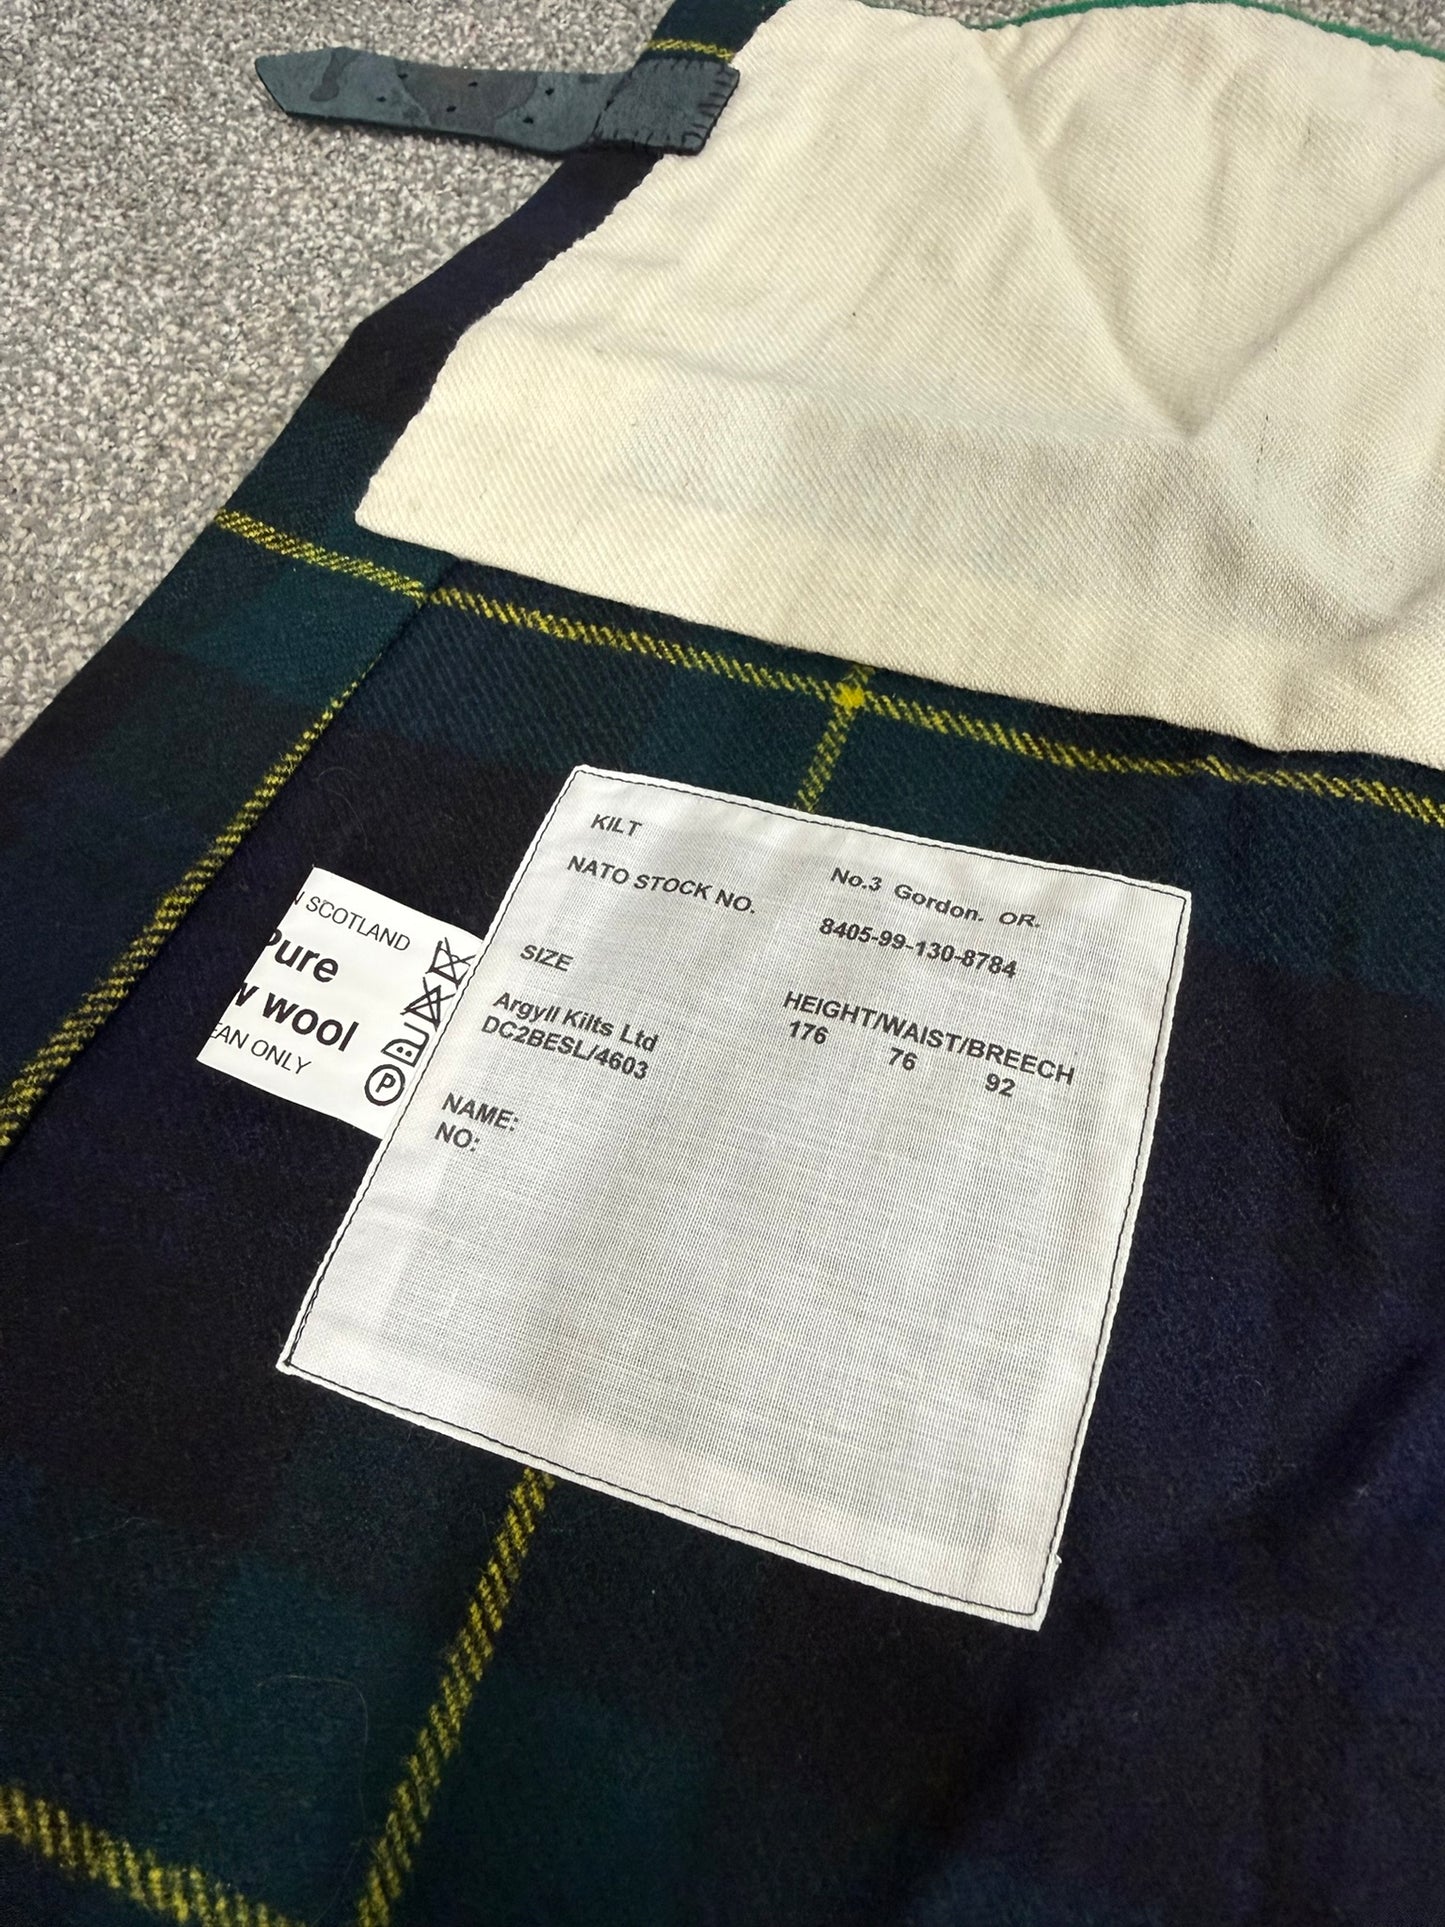 KILT
No.3 Gordon. OR.
NATO STOCK NO.
8405-99-130-8784
SIZE
HEIGHT/WAIST/BREECH
176 76 92
Argyll Kilts Ltd
DC2BESL/4603
NAME:
NO:
N SCOTLAND
Pure
w wool
EAN ONLY
P